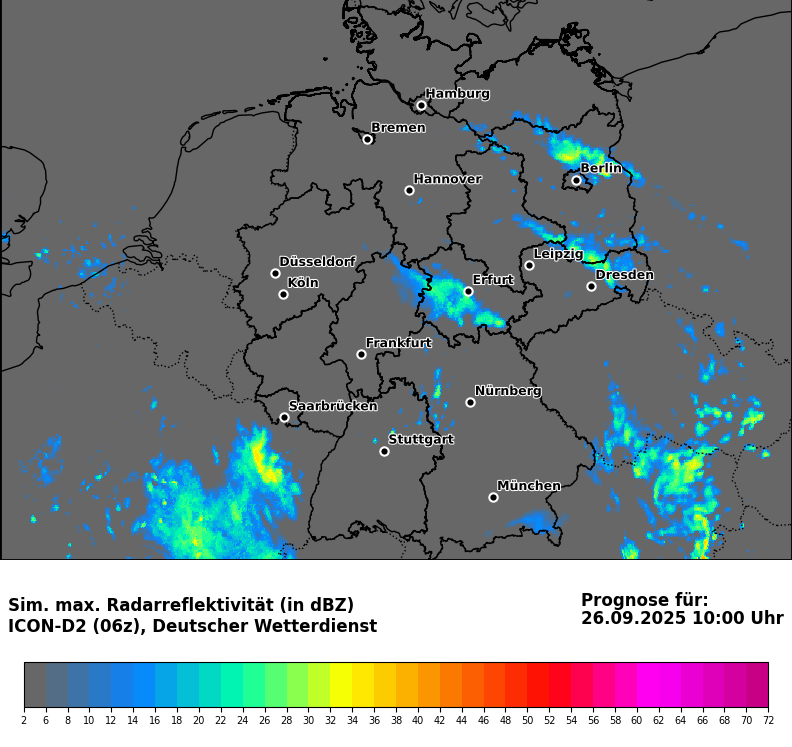 Hamburg
Bremen
Berlin
Hannover
Leipzig
Düsseldorf
Dresden
Erfurt
Köln
Frankfurt
Nürnberg
Saarbrücken
Stuttgart
München
Sim. max. Radarreflektivität (in dBZ)
ICON-D2 (06z), Deutscher Wetterdienst
Prognose für:
26.09.2025 10:00 Uhr
2 6 8 10 12 14 16 18 20 22 24 26 28 30 32 34 36 38 40 42 44 46 48 50 52 54 56 58 60 62 64 66 68 70 72